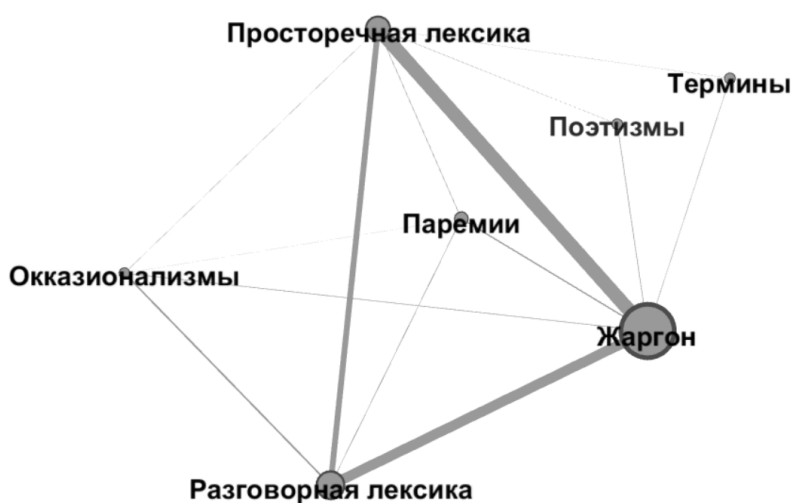 Просторечная лексика
Термины
Поэтизмы
Паремии
Окказионализмы
Жаргон
Разговорная лексика